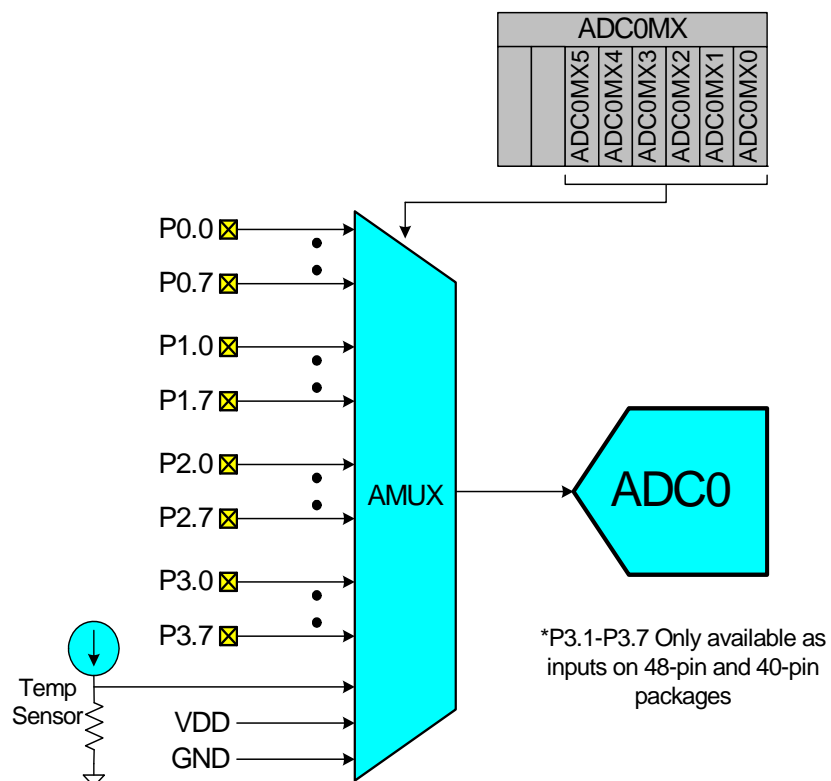 ADC0MX
ADC0MX5
ADC0MX4
ADC0MX3
ADC0MX2
ADC0MX1
ADC0MX0
P0.0
P0.7
P1.0
P1.7
P2.0
P2.7
P3.0
P3.7
AMUX
ADC0
Temp
Sensor
VDD
GND
*P3.1-P3.7 Only available as
inputs on 48-pin and 40-pin
packages